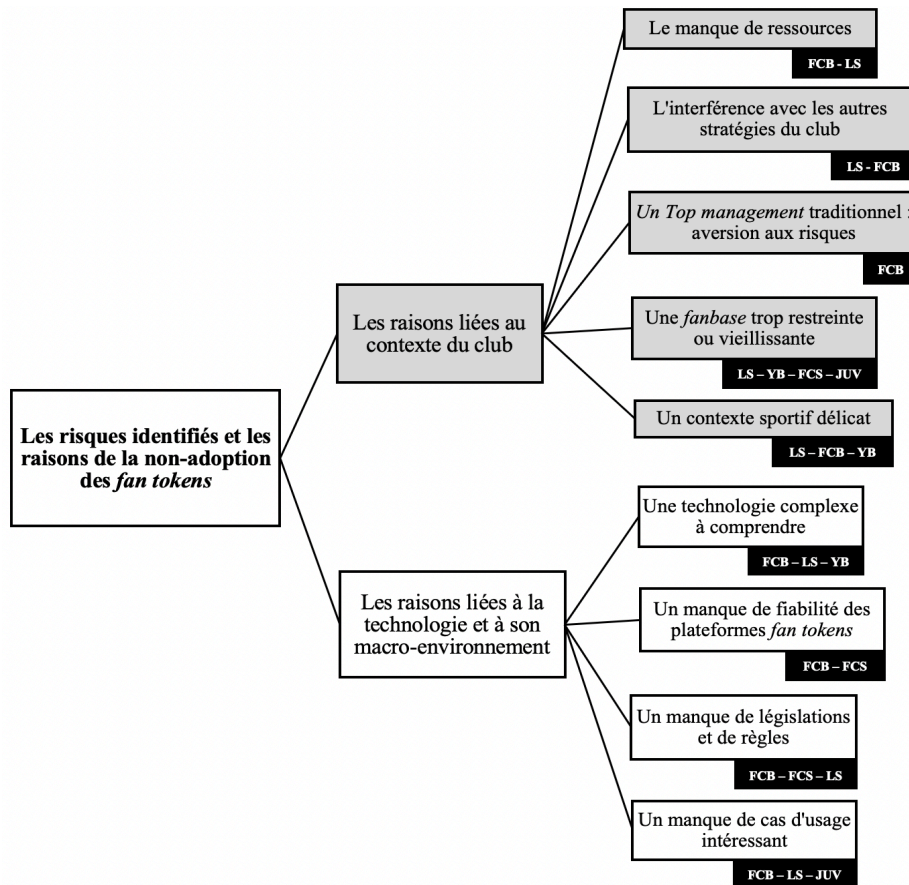 Le manque de ressources
FCB - LS
L'interférence avec les autres
stratégies du club
LS - FCB
Un Top management traditionnel :
aversion aux risques
FCB
Les raisons liées au
contexte du club
Une fanbase trop restreinte
ou vieillissante
LS – YB – FCS – JUV
Un contexte sportif délicat
LS – FCB – YB
Les risques identifiés et les
raisons de la non-adoption
des fan tokens
Une technologie complexe
à comprendre
FCB – LS – YB
Les raisons liées à la
technologie et à son
macro-environnement
Un manque de fiabilité des
plateformes fan tokens
FCB – FCS
Un manque de législations
et de règles
FCB – FCS – LS
Un manque de cas d'usage
intéressant
FCB – LS – JUV